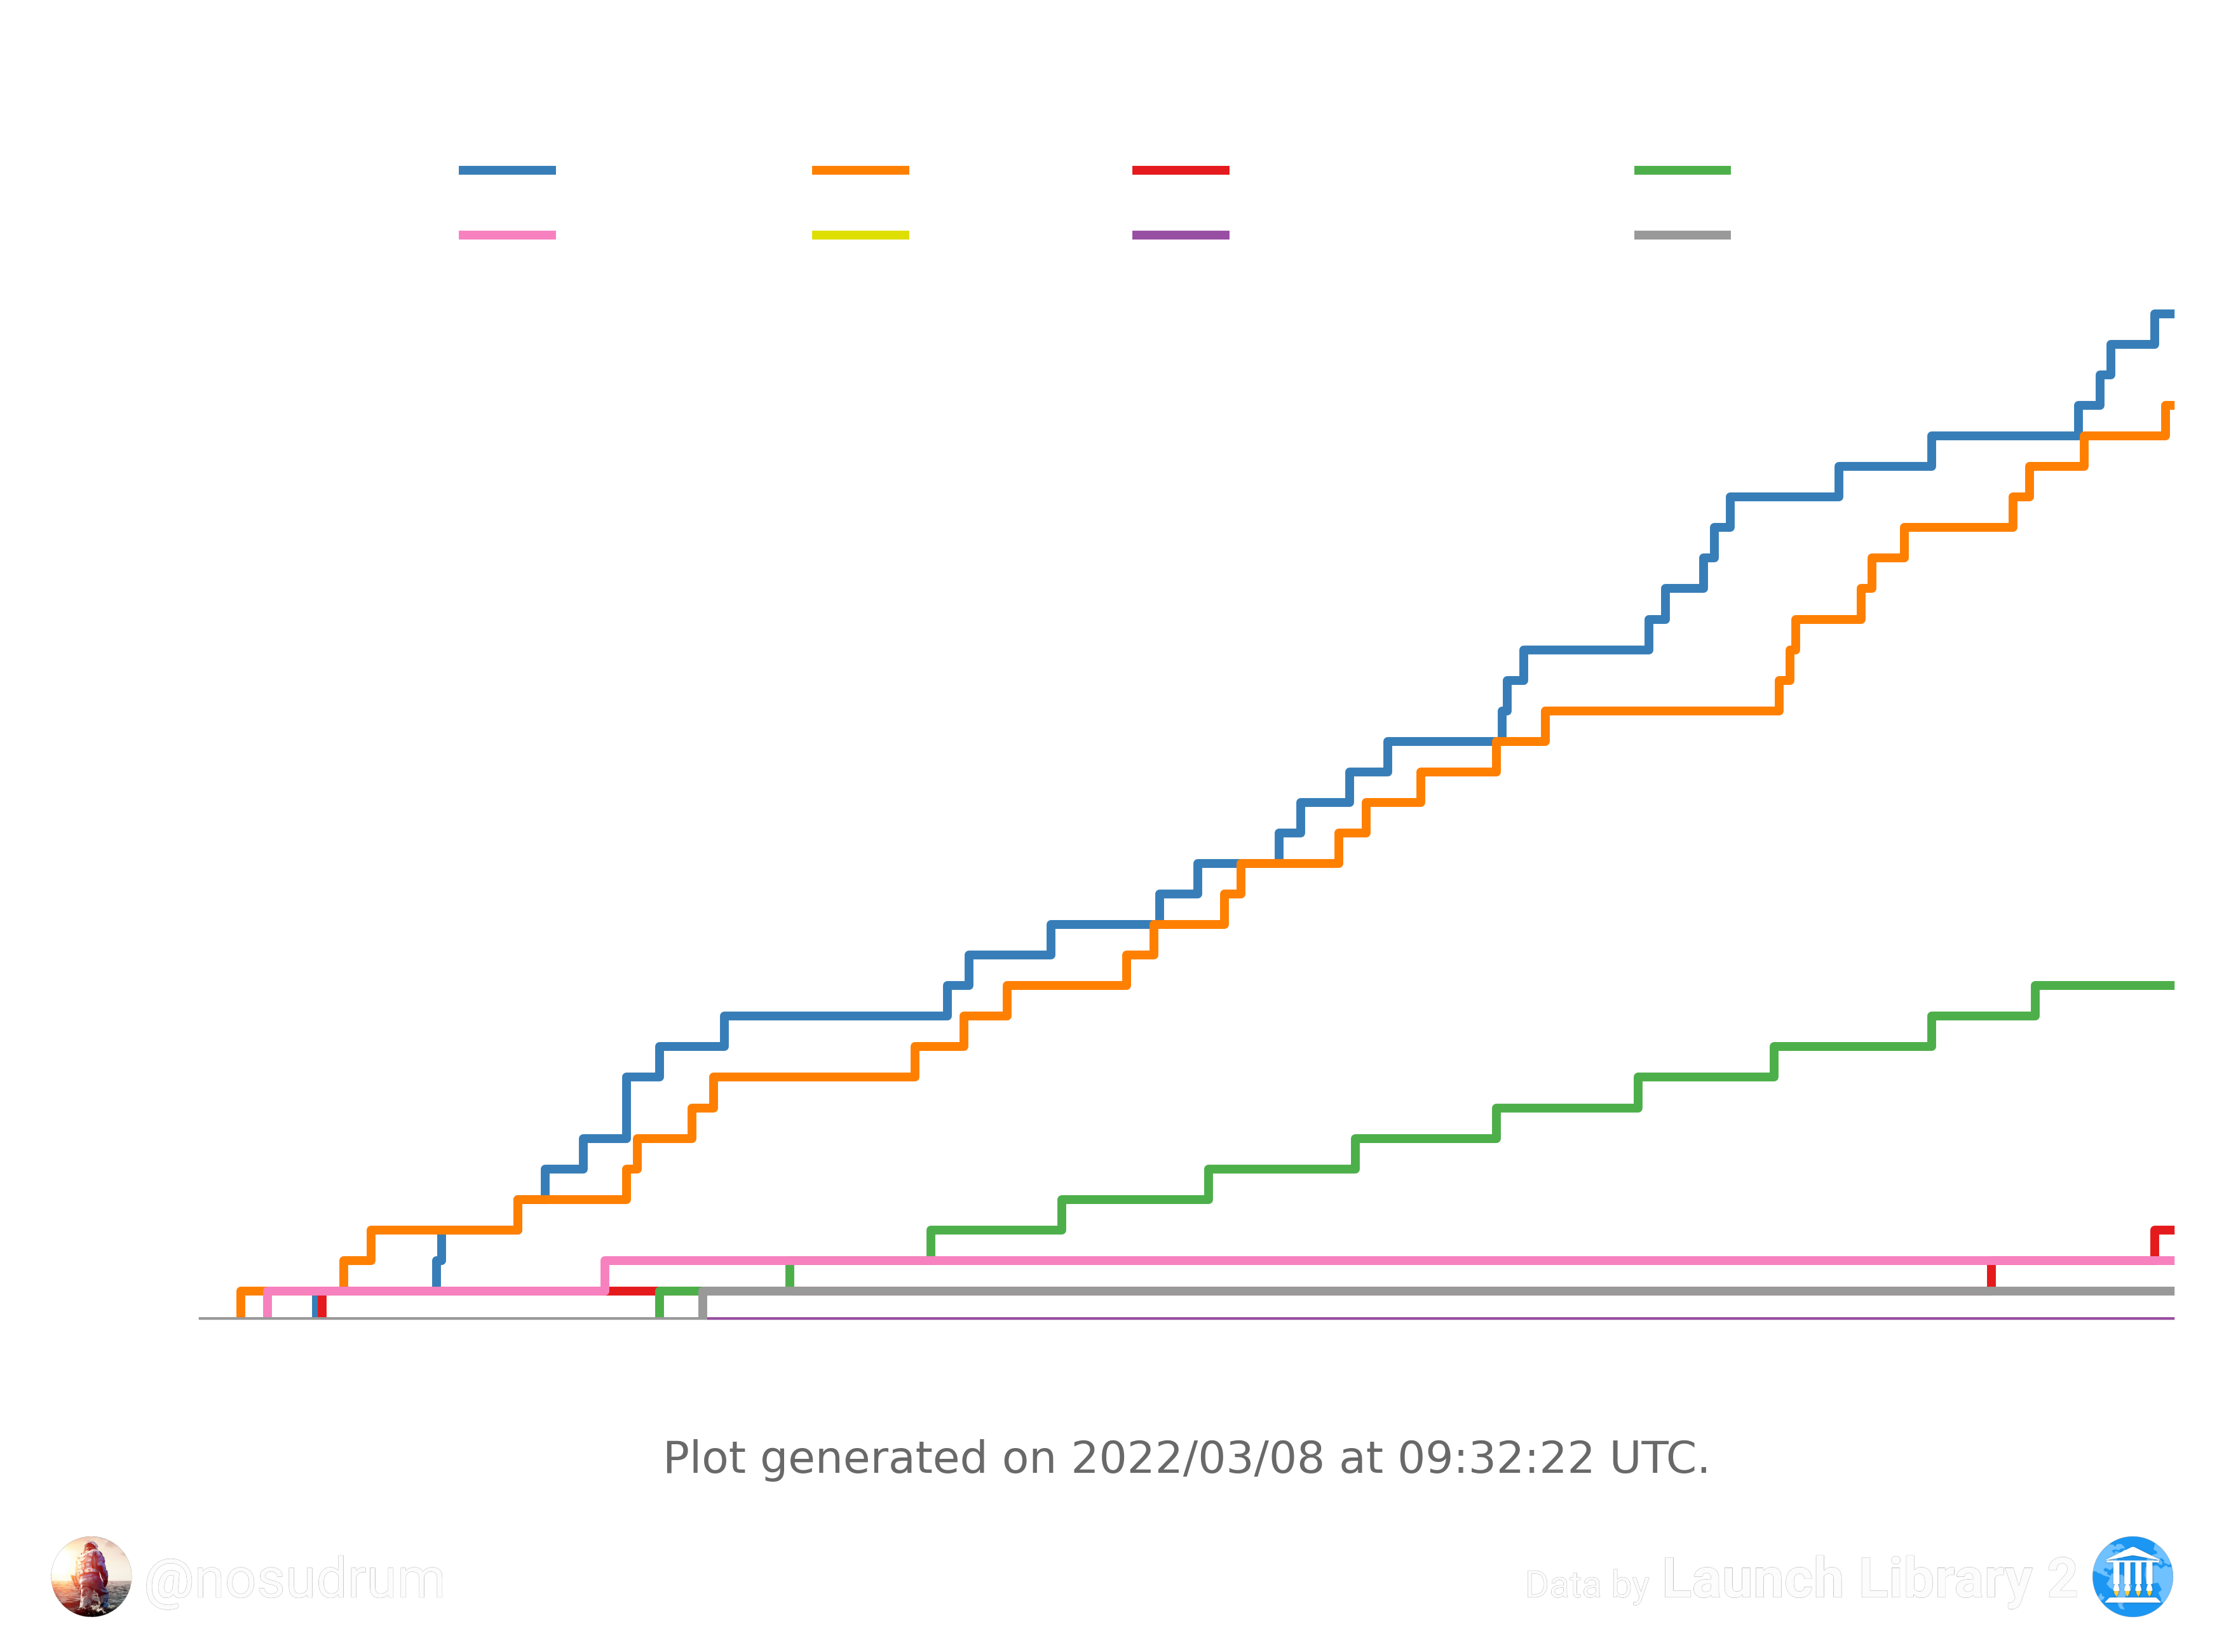 Plot generated on 2022/03/08 at 09:32:22 UTC.
@nosudrum
Data by Launch Library 2